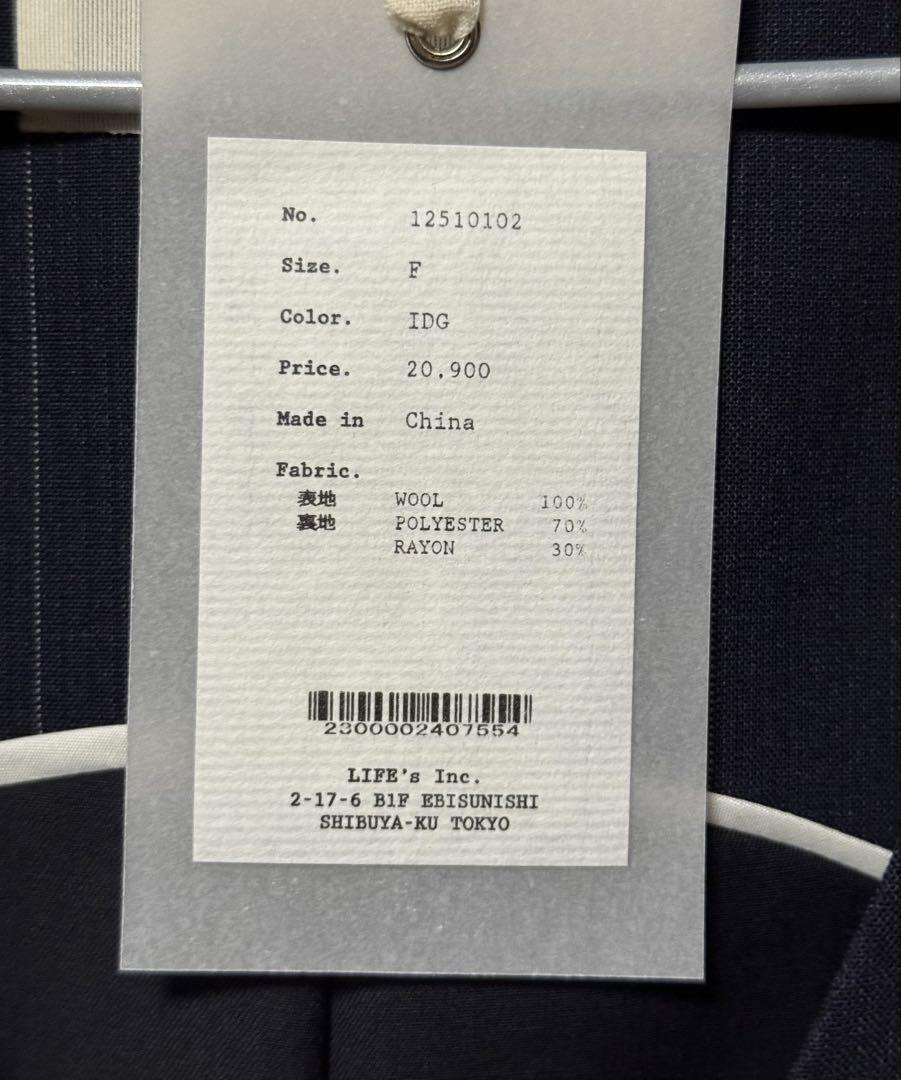 No. 12510102
Size. F
Color. IDG
Price. 20,900
Made in China
Fabric.
表地 WOOL 100%
裏地 POLYESTER 70%
RAYON 30%
2300002407554
LIFE's Inc.
2-17-6 B1F EBISUNISHI
SHIBUYA-KU TOKYO